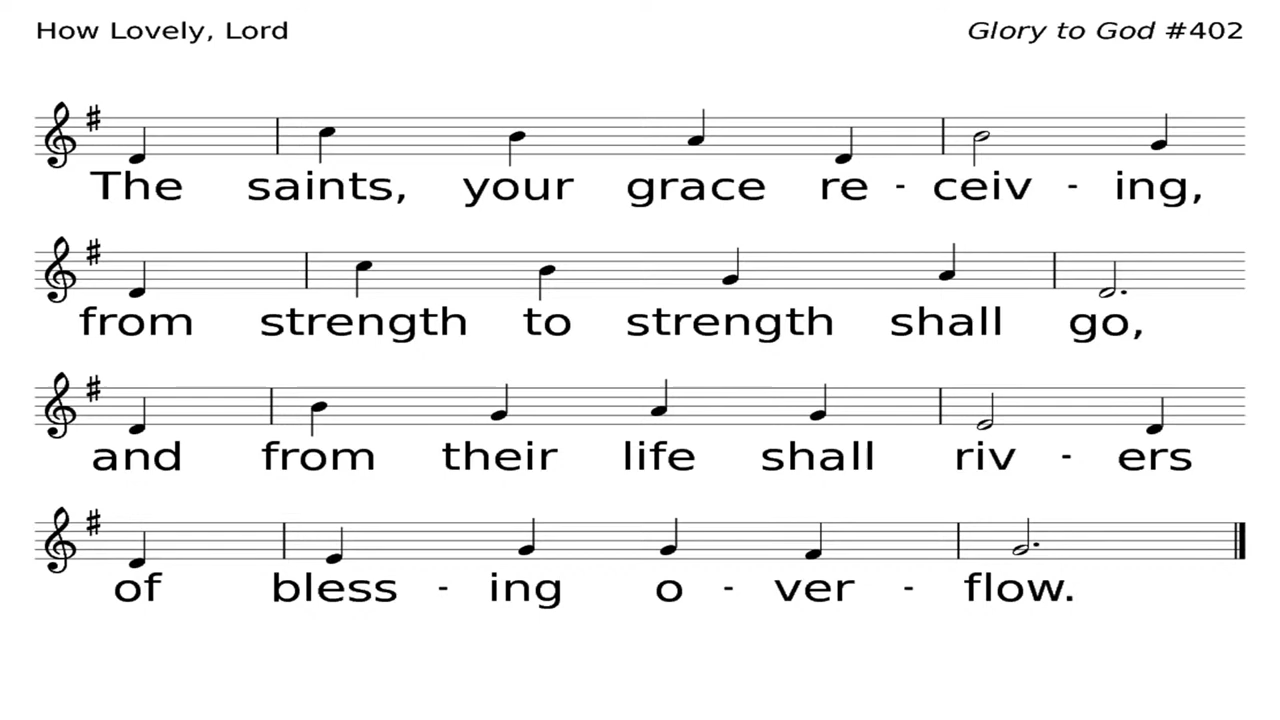 How Lovely, Lord
Glory to God #402
The saints, your grace re - ceiv - ing,
from strength to strength shall go,
and from their life shall riv - ers
of bless - ing o - ver - flow.